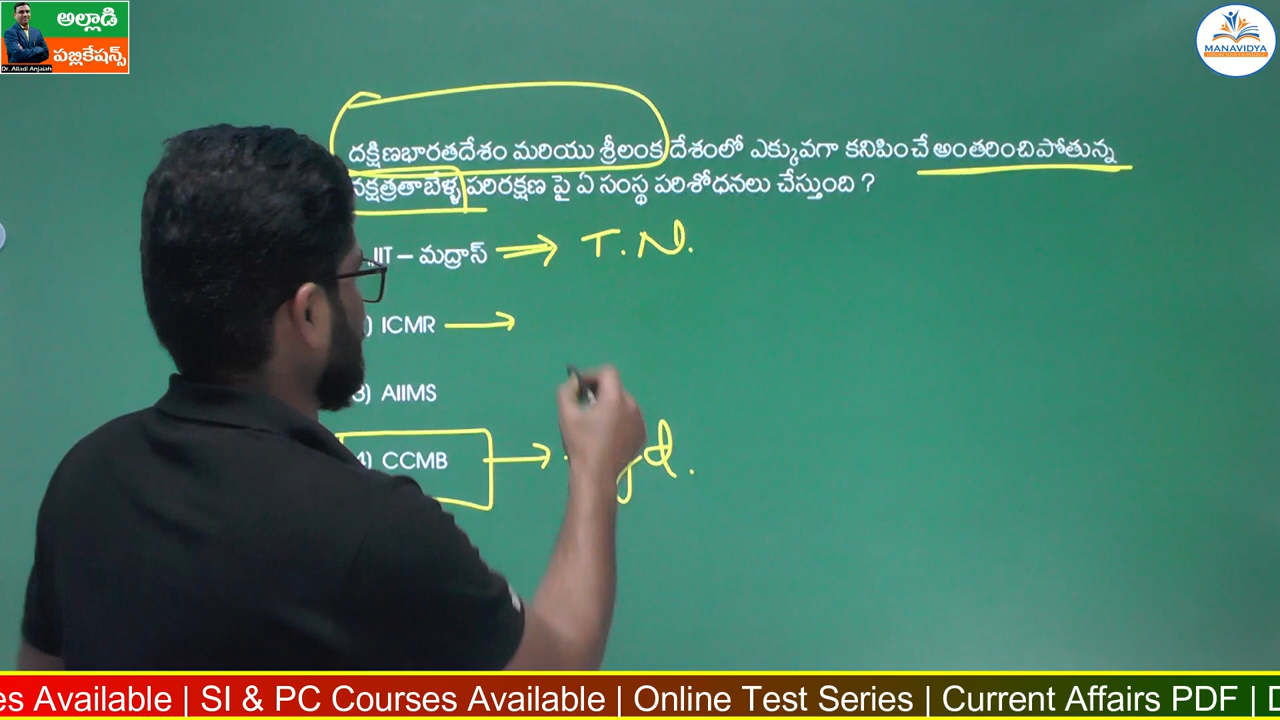 అల్లాడి
పబ్లికేషన్స్
Dr. Alladi Anjaiah
MANAVIDYA
దక్షిణభారతదేశం మరియు శ్రీలంక దేశంలో ఎక్కువగా కనిపించే అంతరించిపోతున్న
నక్షత్రతాబేళ్ళ పరిరక్షణ పై ఏ సంస్థ పరిశోధనలు చేస్తుంది ?
IIT – మద్రాస్ T.N.
) ICMR
3) AIIMS
4) CCMB yd.
es Available | SI & PC Courses Available | Online Test Series | Current Affairs PDF | D